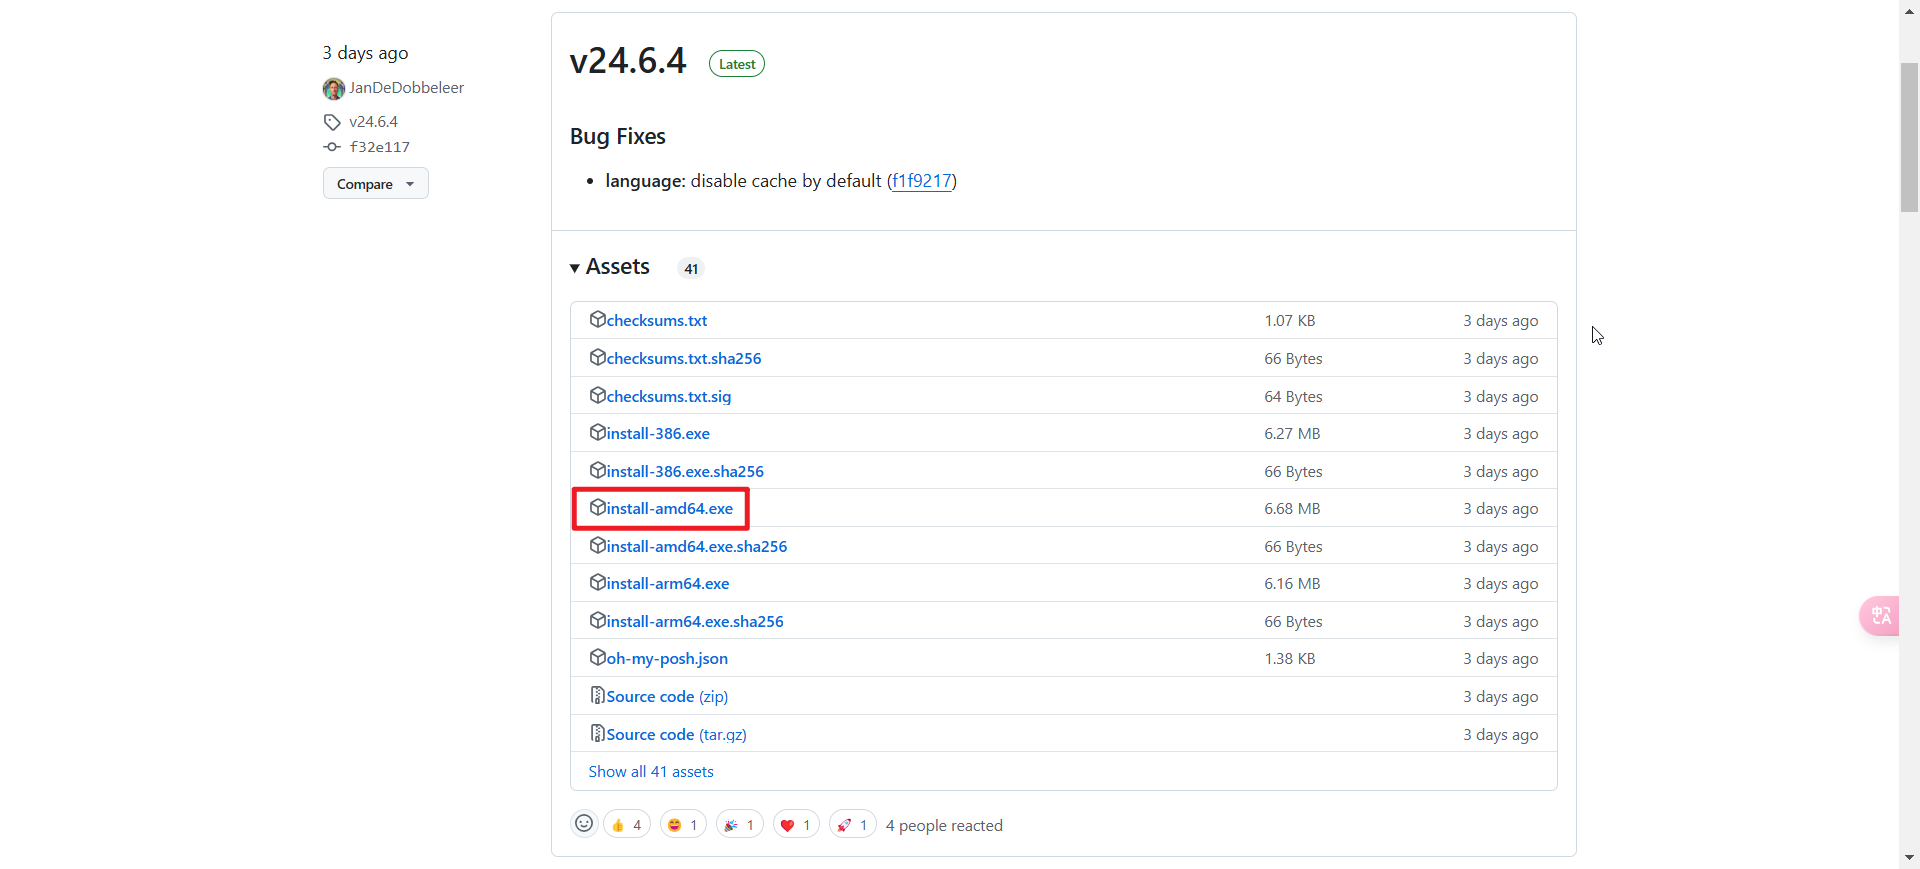 3 days ago
JanDeDobbeleer
v24.6.4
f32e117
Compare
v24.6.4 Latest
Bug Fixes
language: disable cache by default (f1f9217)
Assets 41
checksums.txt 1.07 KB 3 days ago
checksums.txt.sha256 66 Bytes 3 days ago
checksums.txt.sig 64 Bytes 3 days ago
install-386.exe 6.27 MB 3 days ago
install-386.exe.sha256 66 Bytes 3 days ago
install-amd64.exe 6.68 MB 3 days ago
install-amd64.exe.sha256 66 Bytes 3 days ago
install-arm64.exe 6.16 MB 3 days ago
install-arm64.exe.sha256 66 Bytes 3 days ago
oh-my-posh.json 1.38 KB 3 days ago
Source code (zip) 3 days ago
Source code (tar.gz) 3 days ago
Show all 41 assets
4 1 1 1 1 4 people reacted
中 A